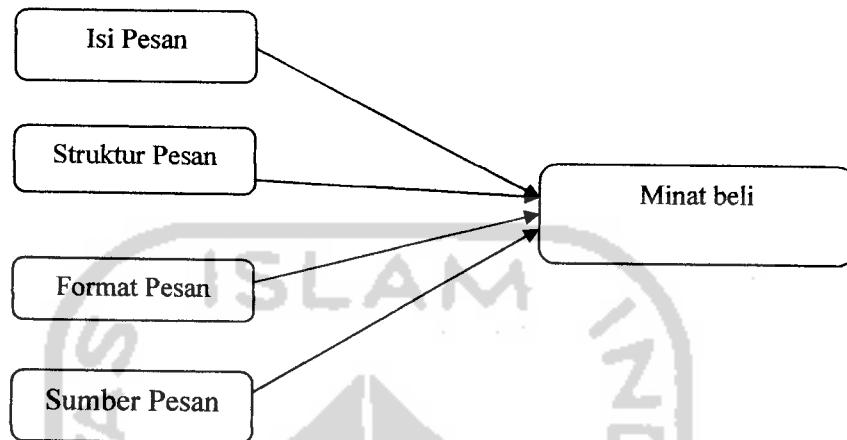 Isi Pesan
Struktur Pesan
Minat beli
Format Pesan
Sumber Pesan
ISLAM